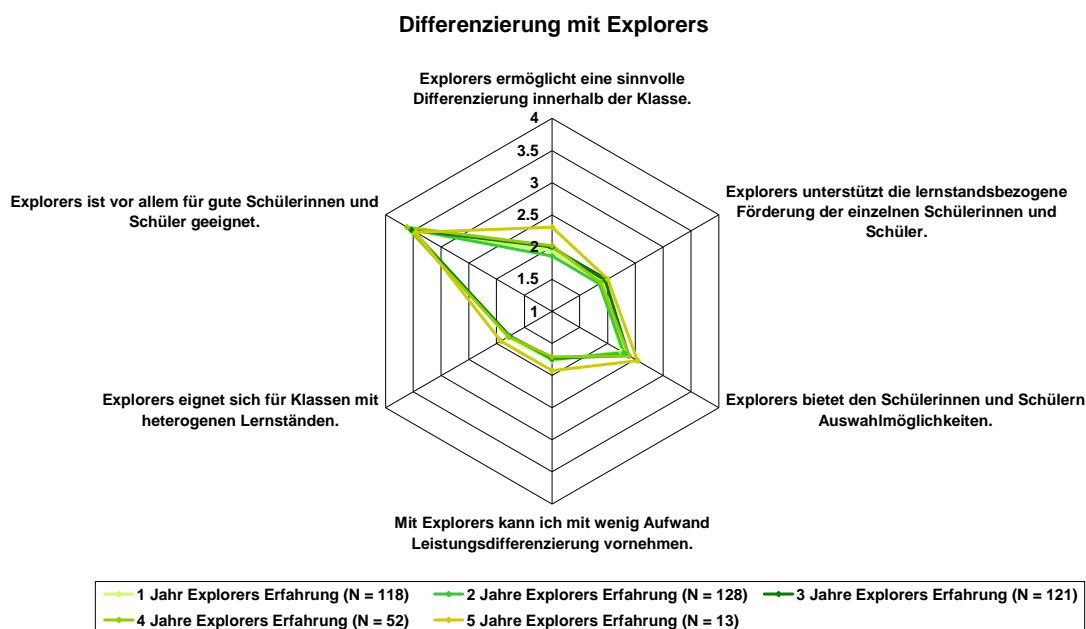 Differenzierung mit Explorers
Explorers ermöglicht eine sinnvolle
Differenzierung innerhalb der Klasse.
4
3.5
3
2.5
2
1.5
1
Explorers unterstützt die lernstandsbezogene
Förderung der einzelnen Schülerinnen und
Schüler.
Explorers bietet den Schülerinnen und Schülern
Auswahlmöglichkeiten.
Mit Explorers kann ich mit wenig Aufwand
Leistungsdifferenzierung vornehmen.
Explorers eignet sich für Klassen mit
heterogenen Lernständen.
Explorers ist vor allem für gute Schülerinnen und
Schüler geeignet.
1 Jahr Explorers Erfahrung (N = 118)
2 Jahre Explorers Erfahrung (N = 128)
3 Jahre Explorers Erfahrung (N = 121)
4 Jahre Explorers Erfahrung (N = 52)
5 Jahre Explorers Erfahrung (N = 13)